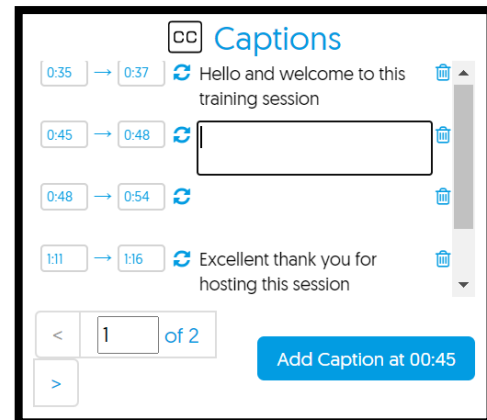 CC Captions
0:35 → 0:37 Hello and welcome to this
training session
0:45 → 0:48
0:48 → 0:54
1:11 → 1:16 Excellent thank you for
hosting this session
< 1 of 2
Add Caption at 00:45
>